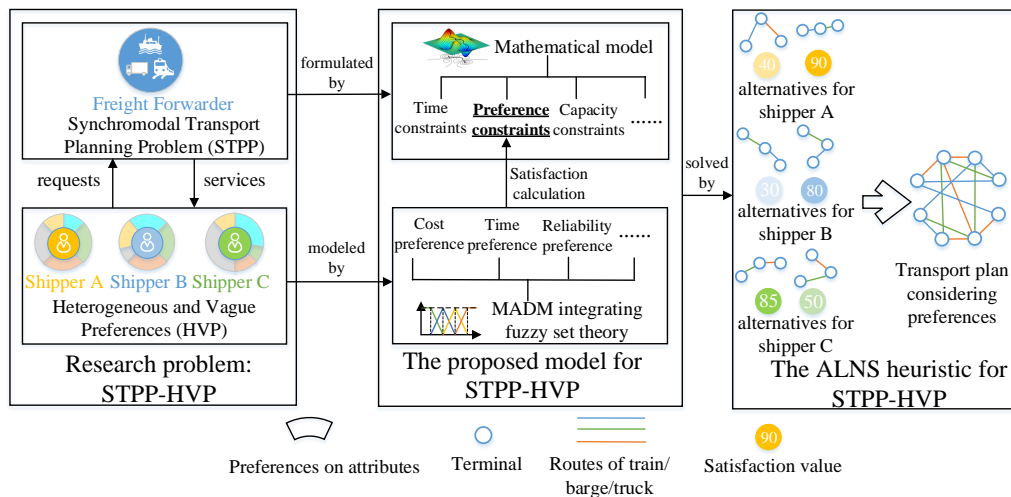 Freight Forwarder
Synchromodal Transport
Planning Problem (STPP)
requests
services
Shipper A
Shipper B
Shipper C
Heterogeneous and Vague
Preferences (HVP)
Research problem:
STPP-HVP
formulated
by
modeled
by
Mathematical model
Time
constraints
Preference
constraints
Capacity
constraints
......
Satisfaction
calculation
Cost
preference
Time
preference
Reliability
preference
......
MADM integrating
fuzzy set theory
The proposed model for
STPP-HVP
solved
by
40
90
alternatives for
shipper A
30
80
alternatives for
shipper B
85
50
alternatives for
shipper C
Transport plan
considering
preferences
The ALNS heuristic for
STPP-HVP
Preferences on attributes
Terminal
Routes of train/
barge/truck
90
Satisfaction value